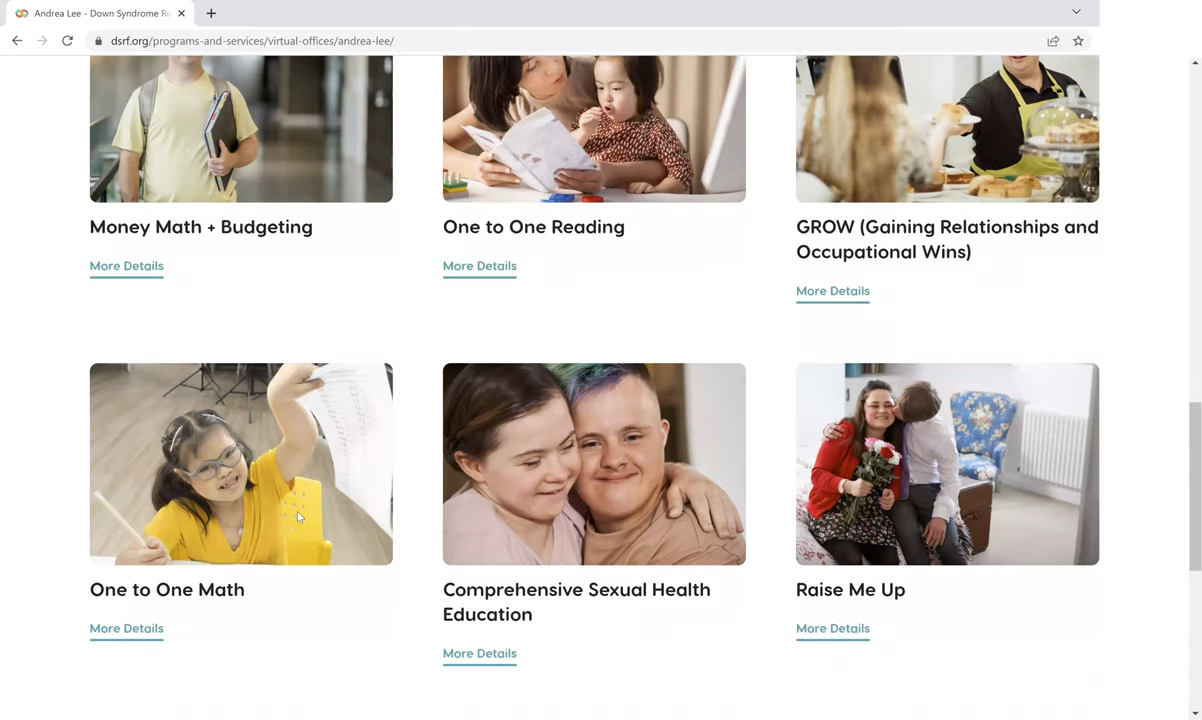 Andrea Lee - Down Syndrome Re
dsrf.org/programs-and-services/virtual-offices/andrea-lee/
Money Math + Budgeting
More Details
One to One Reading
More Details
GROW (Gaining Relationships and
Occupational Wins)
More Details
One to One Math
More Details
Comprehensive Sexual Health
Education
More Details
Raise Me Up
More Details